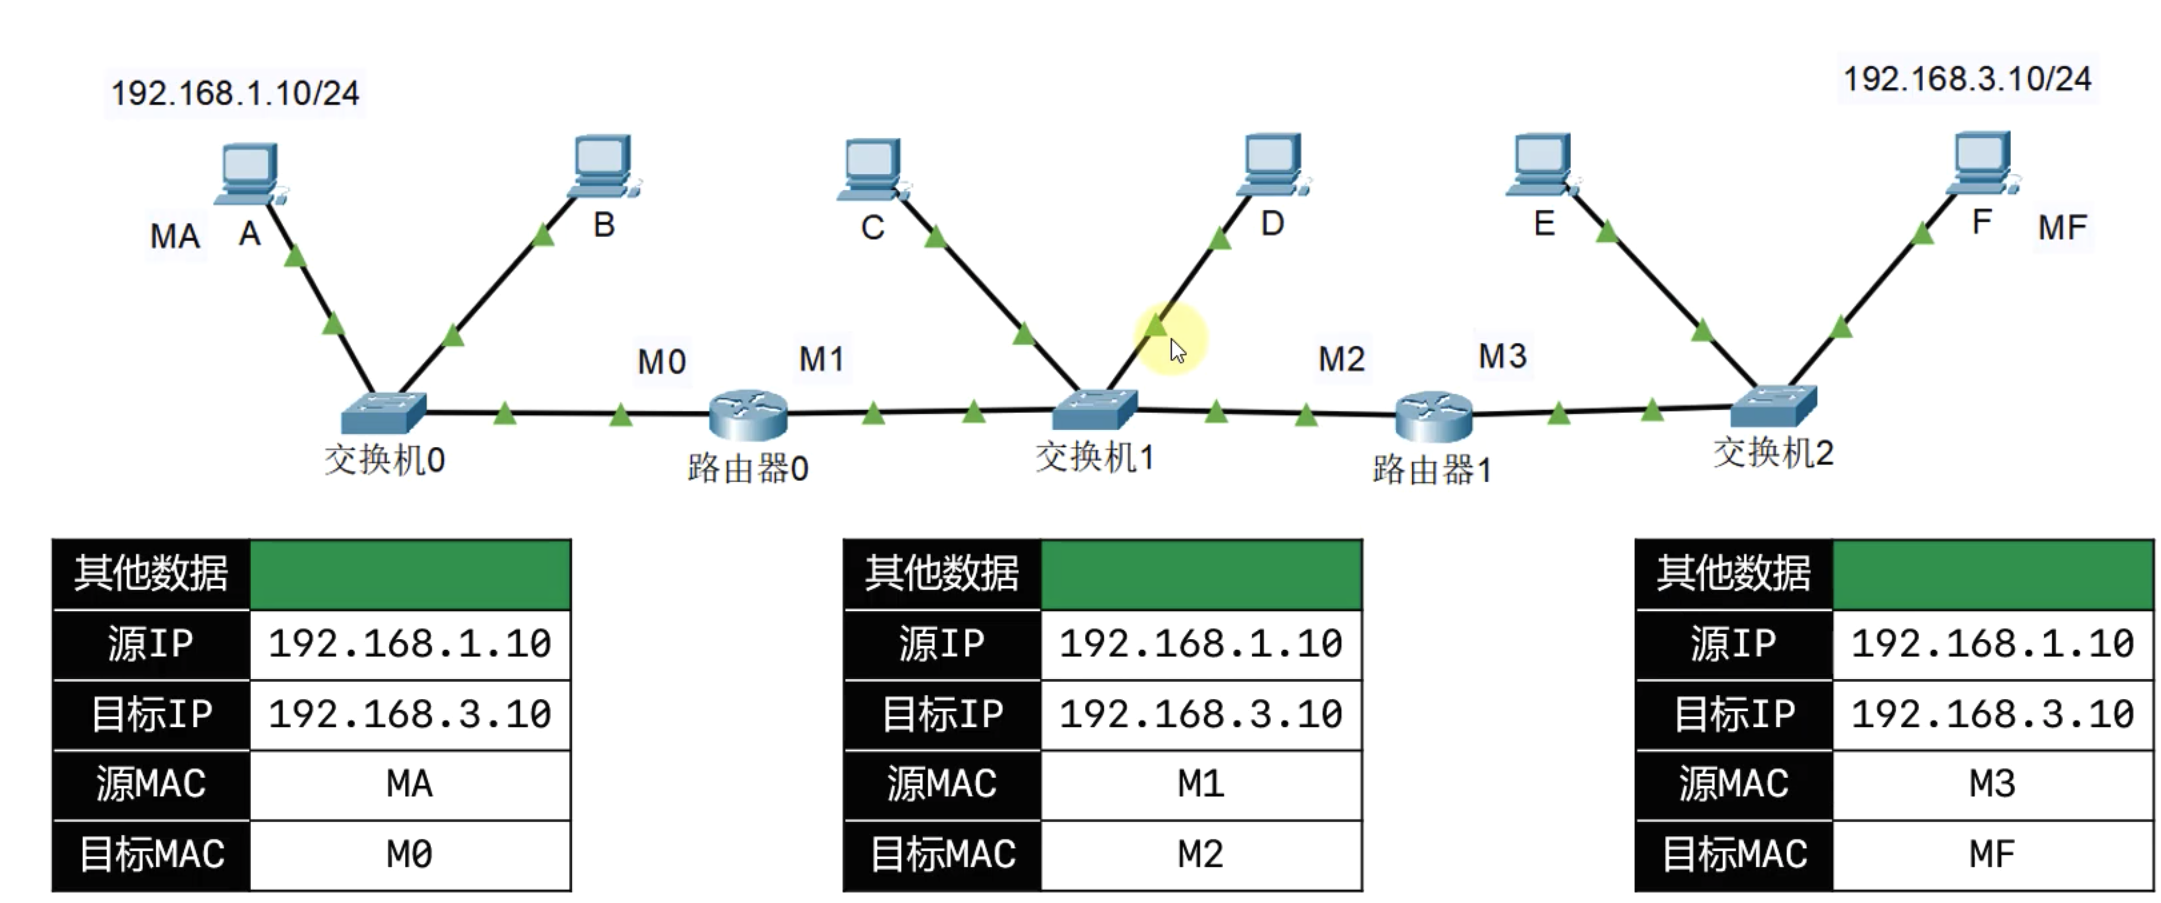 192.168.1.10/24
192.168.3.10/24
MA A
B
C
D
E
F MF
M0
M1
M2
M3
交换机0
路由器0
交换机1
路由器1
交换机2
其他数据
源IP 192.168.1.10
目标IP 192.168.3.10
源MAC MA
目标MAC M0
其他数据
源IP 192.168.1.10
目标IP 192.168.3.10
源MAC M1
目标MAC M2
其他数据
源IP 192.168.1.10
目标IP 192.168.3.10
源MAC M3
目标MAC MF